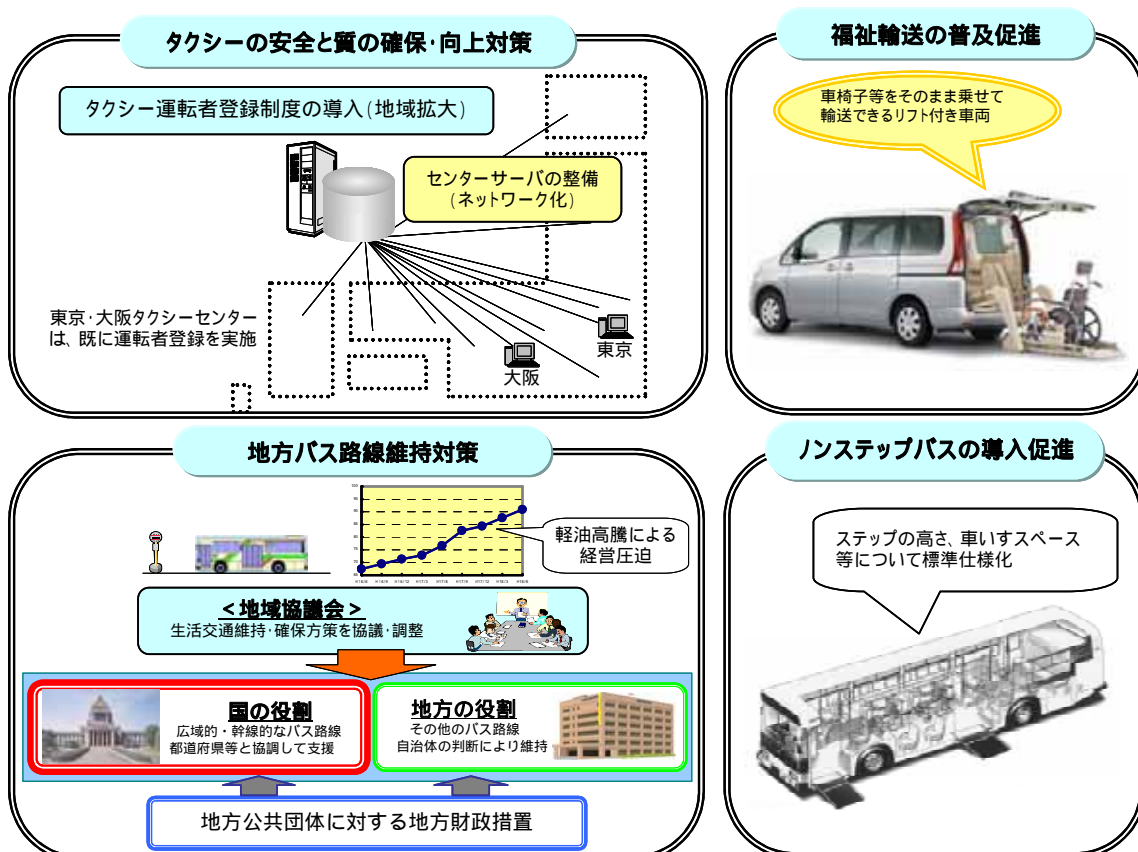 タクシーの安全と質の確保・向上対策
タクシー運転者登録制度の導入(地域拡大)
センターサーバの整備
(ネットワーク化)
東京・大阪タクシーセンター
は、既に運転者登録を実施
東京
大阪
福祉輸送の普及促進
車椅子等をそのまま乗せて
輸送できるリフト付き車両
地方バス路線維持対策
軽油高騰による
経営圧迫
<地域協議会>
生活交通維持・確保方策を協議・調整
国の役割
広域的・幹線的なバス路線
都道府県等と協調して支援
地方の役割
その他のバス路線
自治体の判断により維持
地方公共団体に対する地方財政措置
ノンステップバスの導入促進
ステップの高さ、車いすスペース
等について標準仕様化